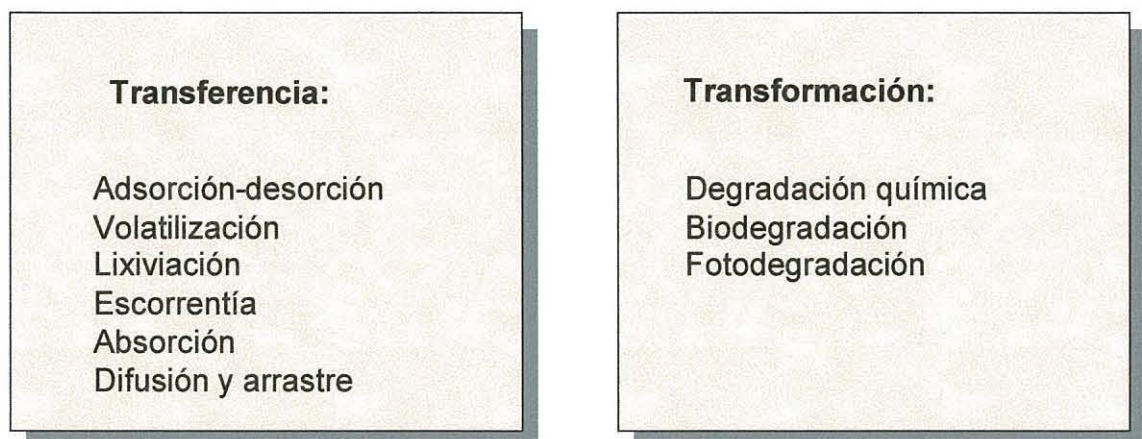 Transferencia:
Adsorción-desorción
Volatilización
Lixiviación
Escorrentía
Absorción
Difusión y arrastre
Transformación:
Degradación química
Biodegradación
Fotodegradación